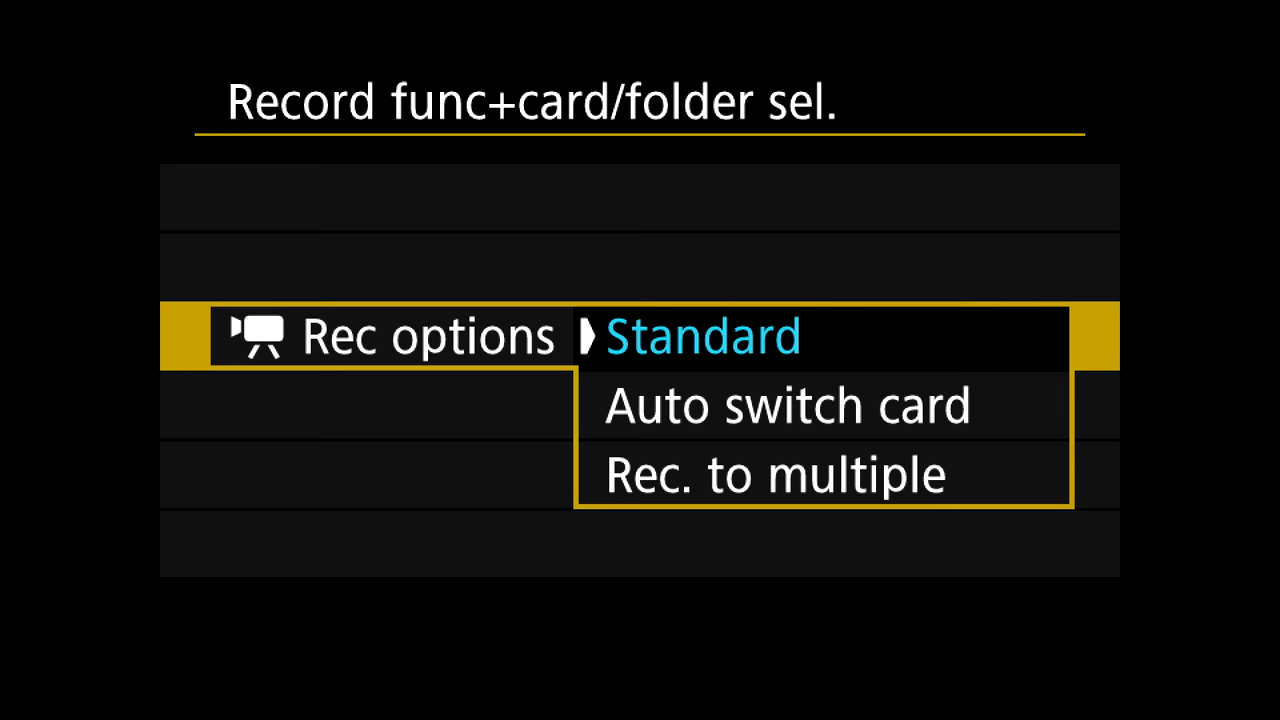 Record func+card/folder sel.
Rec options Standard
Auto switch card
Rec. to multiple